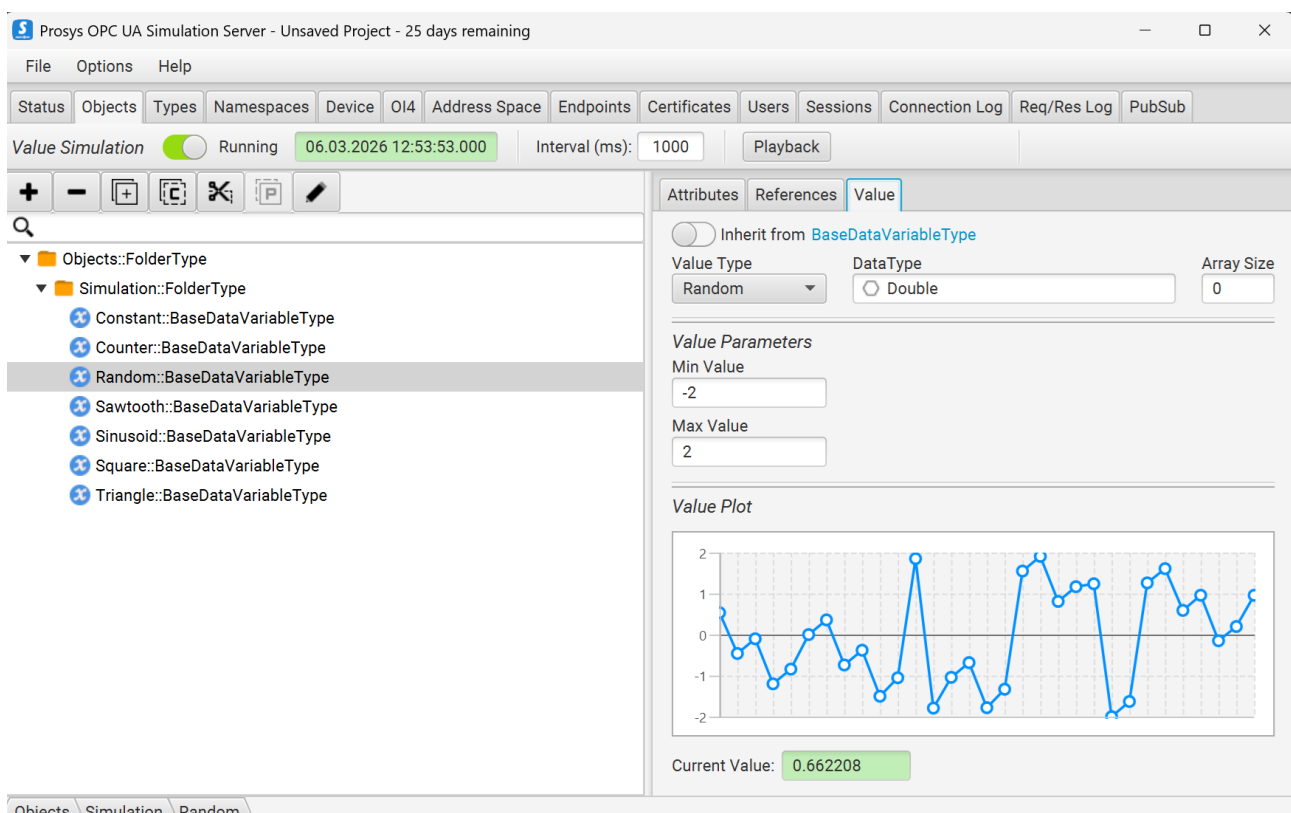 Prosys OPC UA Simulation Server - Unsaved Project - 25 days remaining
File Options Help
Status Objects Types Namespaces Device OI4 Address Space Endpoints Certificates Users Sessions Connection Log Req/Res Log PubSub
Value Simulation Running 06.03.2026 12:53:53.000 Interval (ms): 1000 Playback
Objects::FolderType
Simulation::FolderType
Constant::BaseDataVariableType
Counter::BaseDataVariableType
Random::BaseDataVariableType
Sawtooth::BaseDataVariableType
Sinusoid::BaseDataVariableType
Square::BaseDataVariableType
Triangle::BaseDataVariableType
Attributes References Value
Inherit from BaseDataVariableType
Value Type DataType Array Size
Random Double 0
Value Parameters
Min Value
-2
Max Value
2
Value Plot
2
1
0
-1
-2
Current Value: 0.662208
Objects Simulation Random